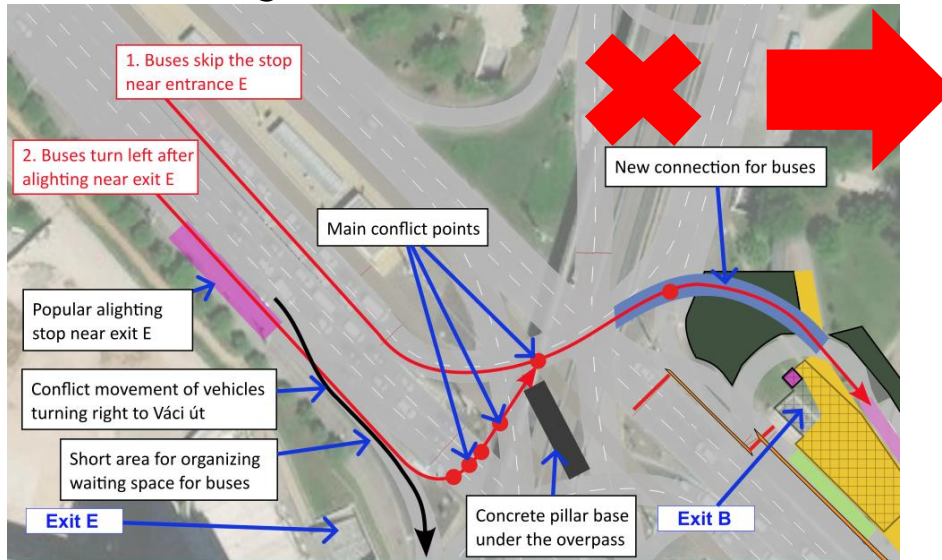 1. Buses skip the stop
near entrance E
2. Buses turn left after
alighting near exit E
New connection for buses
Main conflict points
Popular alighting
stop near exit E
Conflict movement of vehicles
turning right to Váci út
Short area for organizing
waiting space for buses
Exit E
Concrete pillar base
under the overpass
Exit B